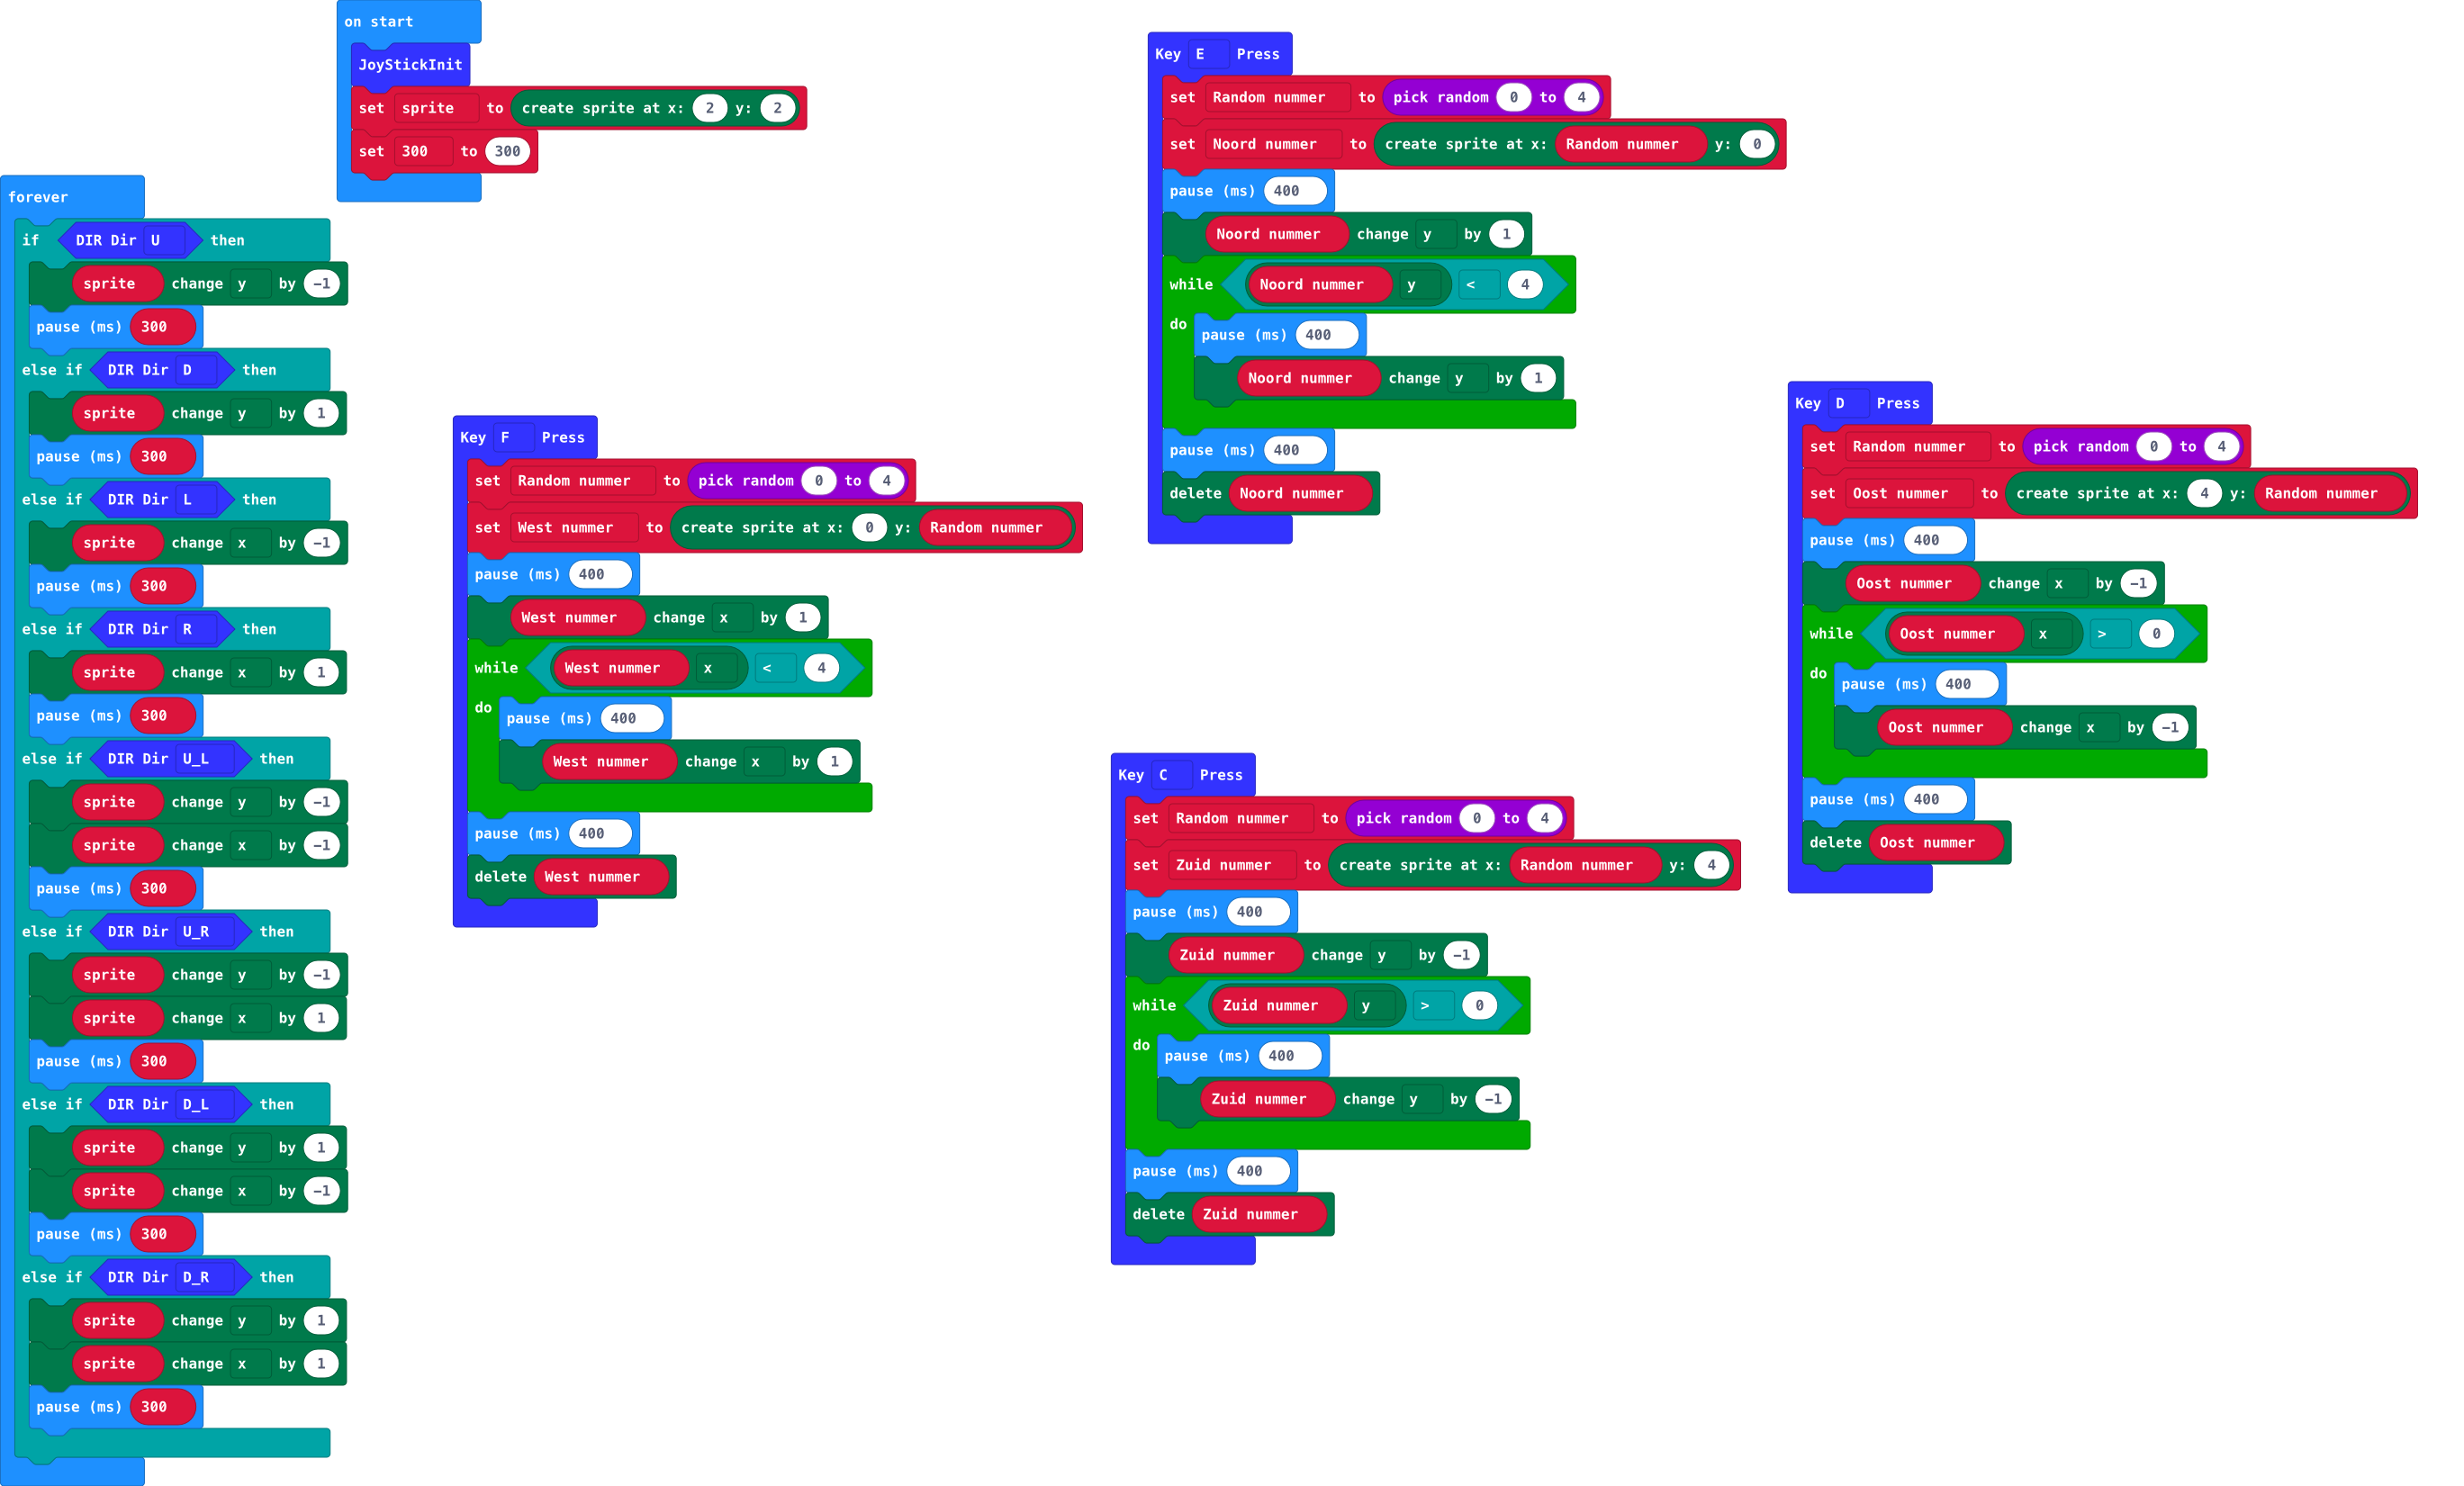 on start
JoyStickInit
set sprite to create sprite at x: 2 y: 2
set 300 to 300
forever
if DIR Dir U then
sprite change y by −1
pause (ms) 300
else if DIR Dir D then
sprite change y by 1
pause (ms) 300
else if DIR Dir L then
sprite change x by −1
pause (ms) 300
else if DIR Dir R then
sprite change x by 1
pause (ms) 300
else if DIR Dir U_L then
sprite change y by −1
sprite change x by −1
pause (ms) 300
else if DIR Dir U_R then
sprite change y by −1
sprite change x by 1
pause (ms) 300
else if DIR Dir D_L then
sprite change y by 1
sprite change x by −1
pause (ms) 300
else if DIR Dir D_R then
sprite change y by 1
sprite change x by 1
pause (ms) 300
Key F Press
set Random nummer to pick random 0 to 4
set West nummer to create sprite at x: 0 y: Random nummer
pause (ms) 400
West nummer change x by 1
while West nummer x < 4
do pause (ms) 400
West nummer change x by 1
pause (ms) 400
delete West nummer
Key E Press
set Random nummer to pick random 0 to 4
set Noord nummer to create sprite at x: Random nummer y: 0
pause (ms) 400
Noord nummer change y by 1
while Noord nummer y < 4
do pause (ms) 400
Noord nummer change y by 1
pause (ms) 400
delete Noord nummer
Key C Press
set Random nummer to pick random 0 to 4
set Zuid nummer to create sprite at x: Random nummer y: 4
pause (ms) 400
Zuid nummer change y by −1
while Zuid nummer y > 0
do pause (ms) 400
Zuid nummer change y by −1
pause (ms) 400
delete Zuid nummer
Key D Press
set Random nummer to pick random 0 to 4
set Oost nummer to create sprite at x: 4 y: Random nummer
pause (ms) 400
Oost nummer change x by −1
while Oost nummer x > 0
do pause (ms) 400
Oost nummer change x by −1
pause (ms) 400
delete Oost nummer